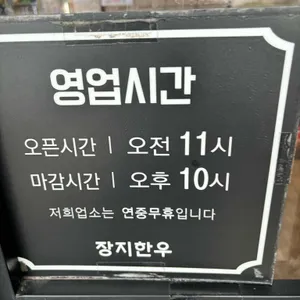 영업시간
오픈시간 | 오전 11시
마감시간 | 오후 10시
저희업소는 연중무휴입니다
장지한우